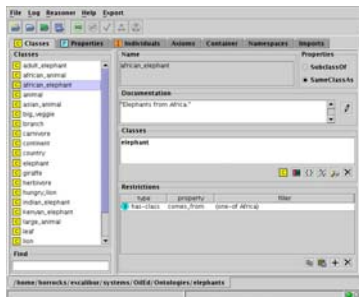 File Log Reasoner Help Export
Classes Properties Individuals Axioms Container Namespaces Imports
Classes
adult_elephant
african_animal
african_elephant
animal
asian_animal
big_veggie
branch
carnivore
continent
country
elephant
giraffe
herbivore
hungry_lion
indian_elephant
kenyan_elephant
large_animal
leaf
lion
Find
Name
african_elephant
Properties
SubclassOf
SameClassAs
Documentation
"Elephants from Africa."
Classes
elephant
Restrictions
type property filler
has-class comes_from (one-of Africa)
/home/horrocks/excalibur/systems/OilEd/Ontologies/elephants